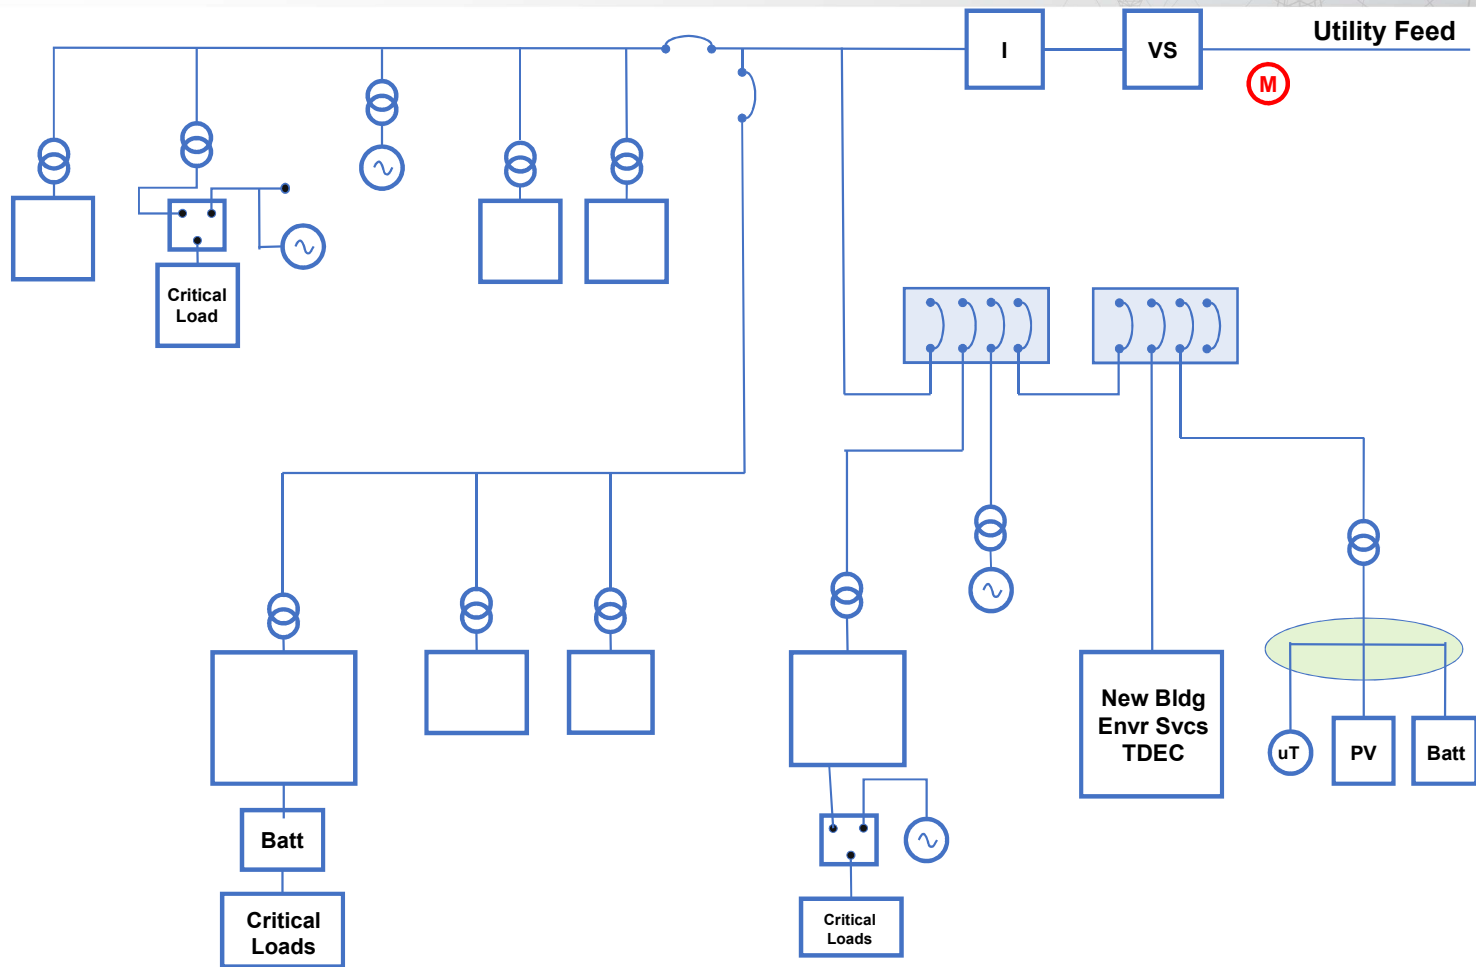 Utility Feed
I
VS
M
Critical
Load
New Bldg
Envr Svcs
TDEC
uT
PV
Batt
Batt
Critical
Loads
Critical
Loads